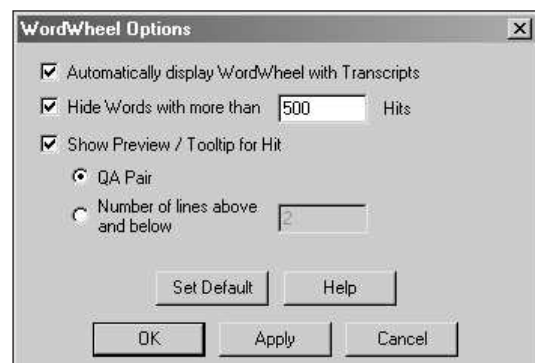 WordWheel Options
Automatically display WordWheel with Transcripts
Hide Words with more than 500 Hits
Show Preview / Tooltip for Hit
QA Pair
Number of lines above
and below 2
Set Default Help
OK Apply Cancel